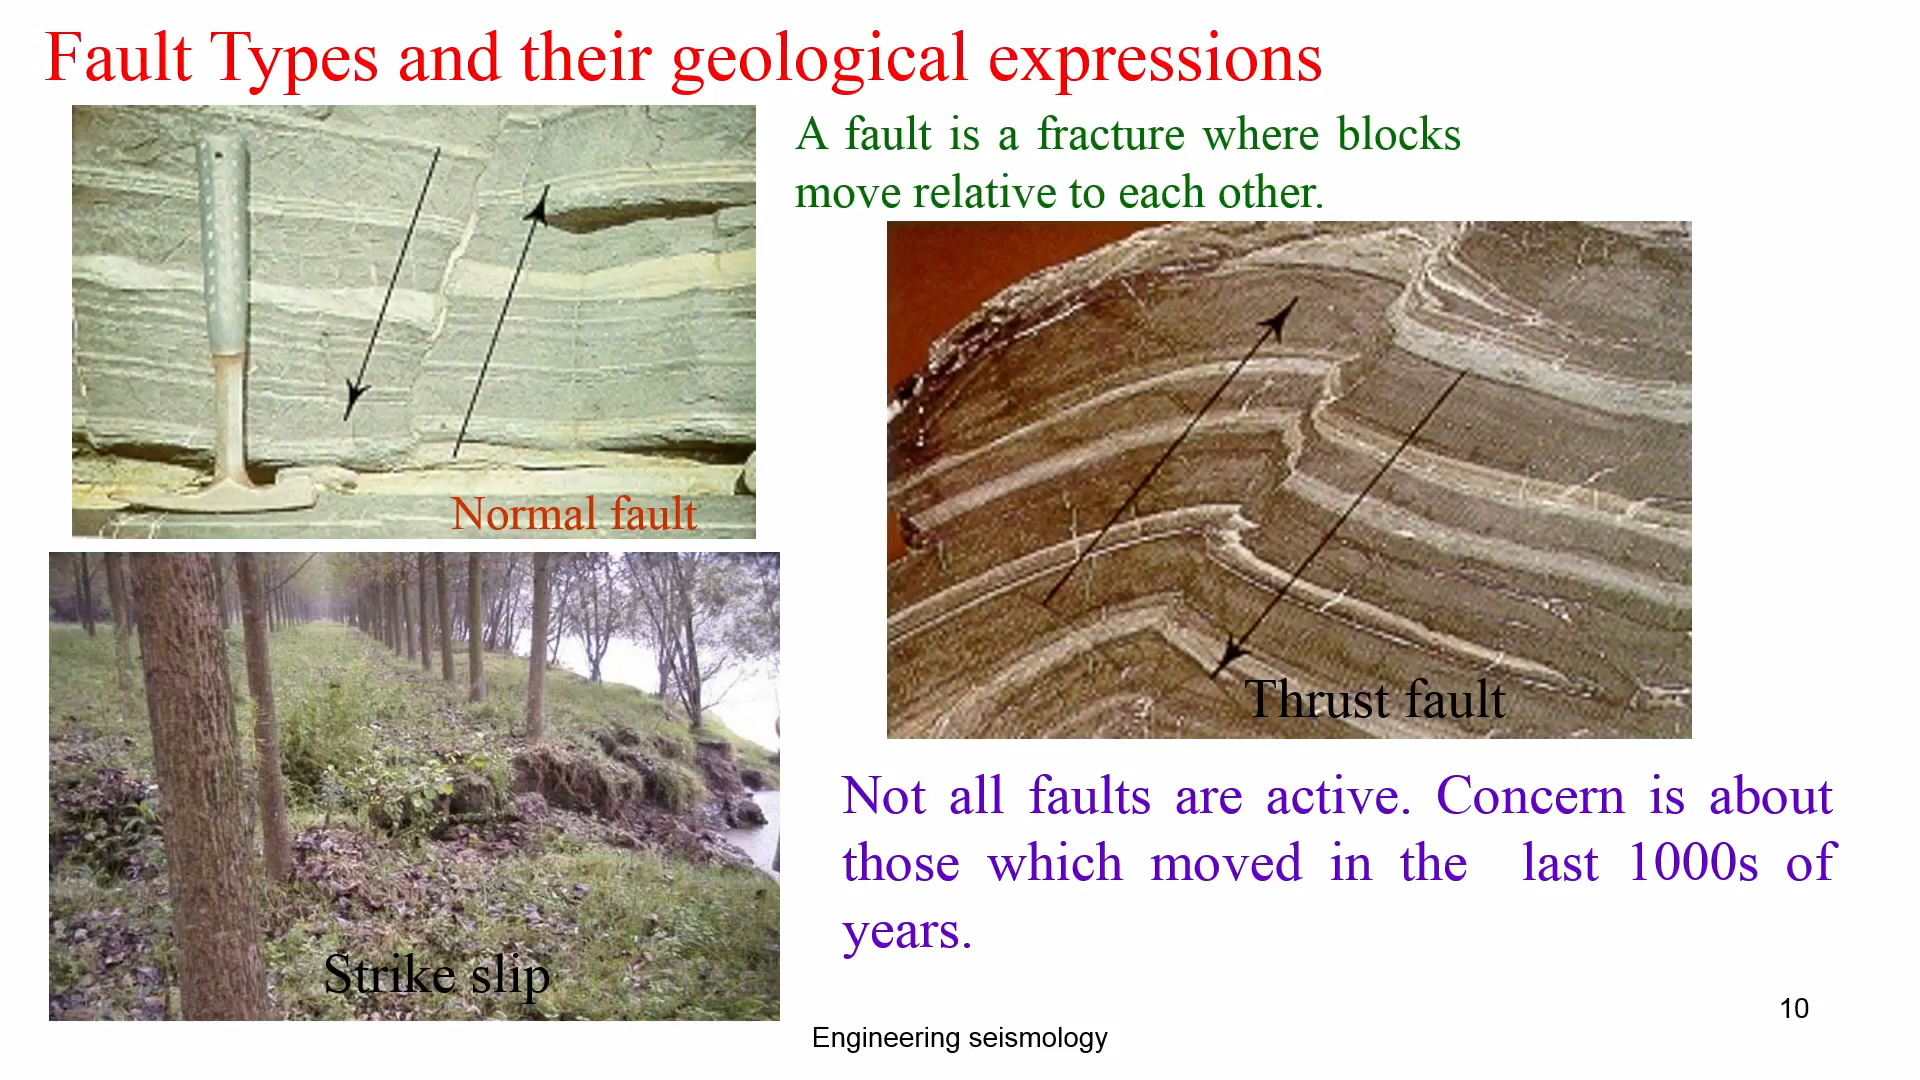 Fault Types and their geological expressions
A fault is a fracture where blocks
move relative to each other.
Normal fault
Thrust fault
Strike slip
Not all faults are active. Concern is about
those which moved in the last 1000s of
years.
10
Engineering seismology